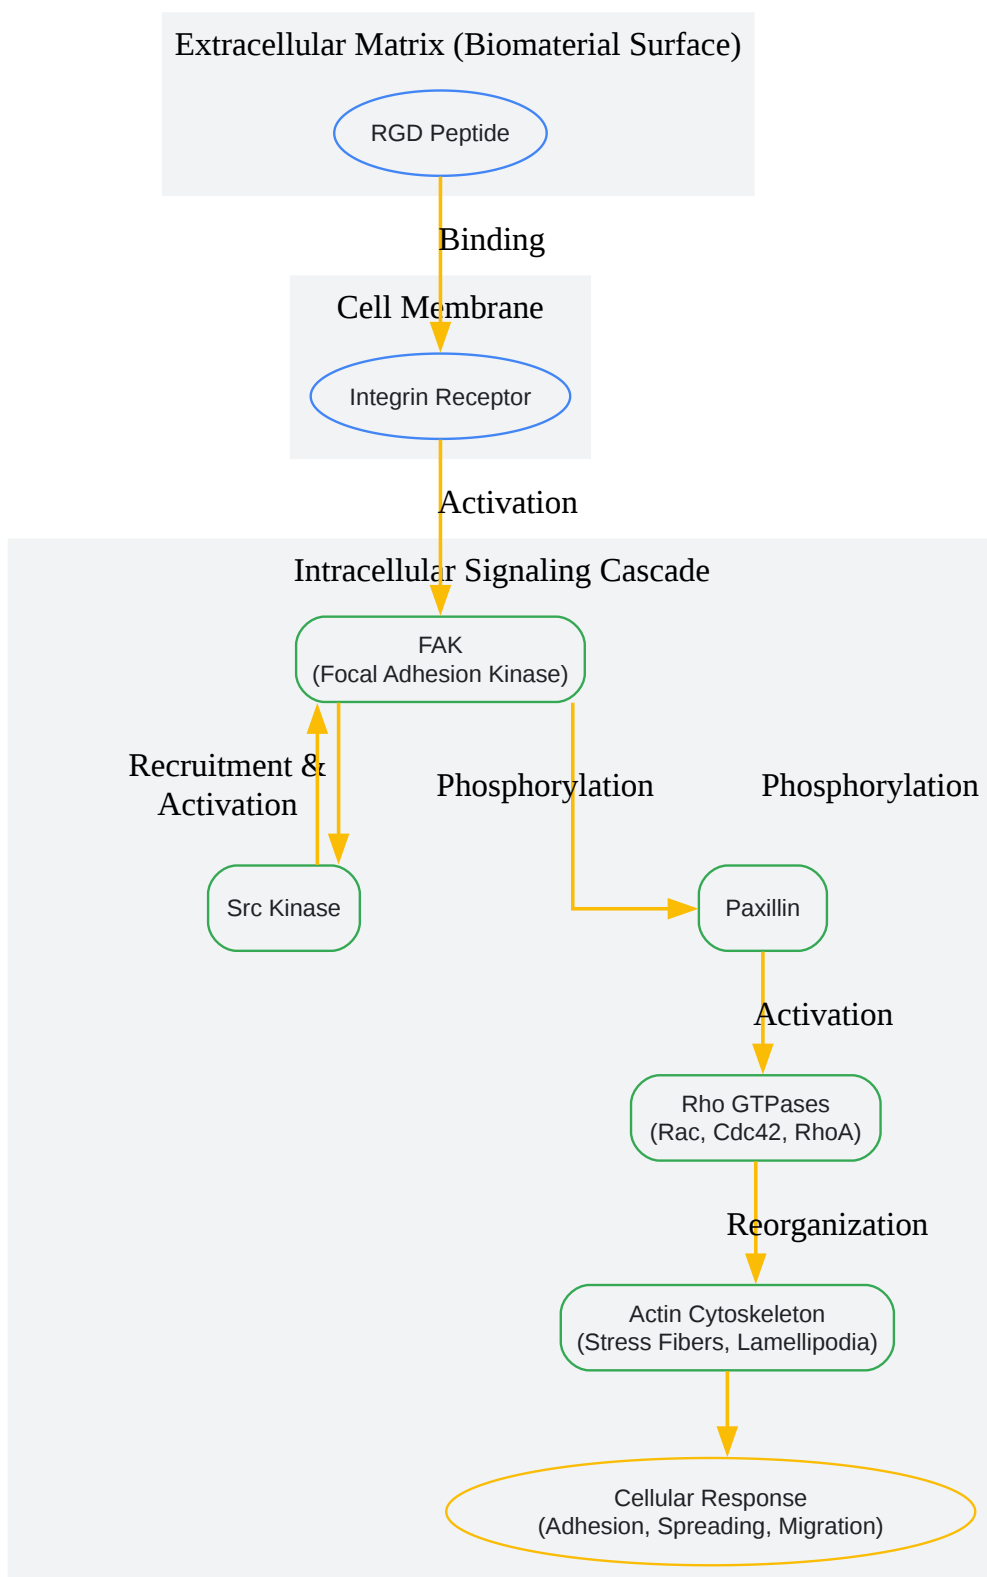 Extracellular Matrix (Biomaterial Surface)
RGD Peptide
Binding
Cell Membrane
Integrin Receptor
Activation
Intracellular Signaling Cascade
FAK
(Focal Adhesion Kinase)
Recruitment &
Activation
Phosphorylation
Phosphorylation
Src Kinase
Paxillin
Activation
Rho GTPases
(Rac, Cdc42, RhoA)
Reorganization
Actin Cytoskeleton
(Stress Fibers, Lamellipodia)
Cellular Response
(Adhesion, Spreading, Migration)